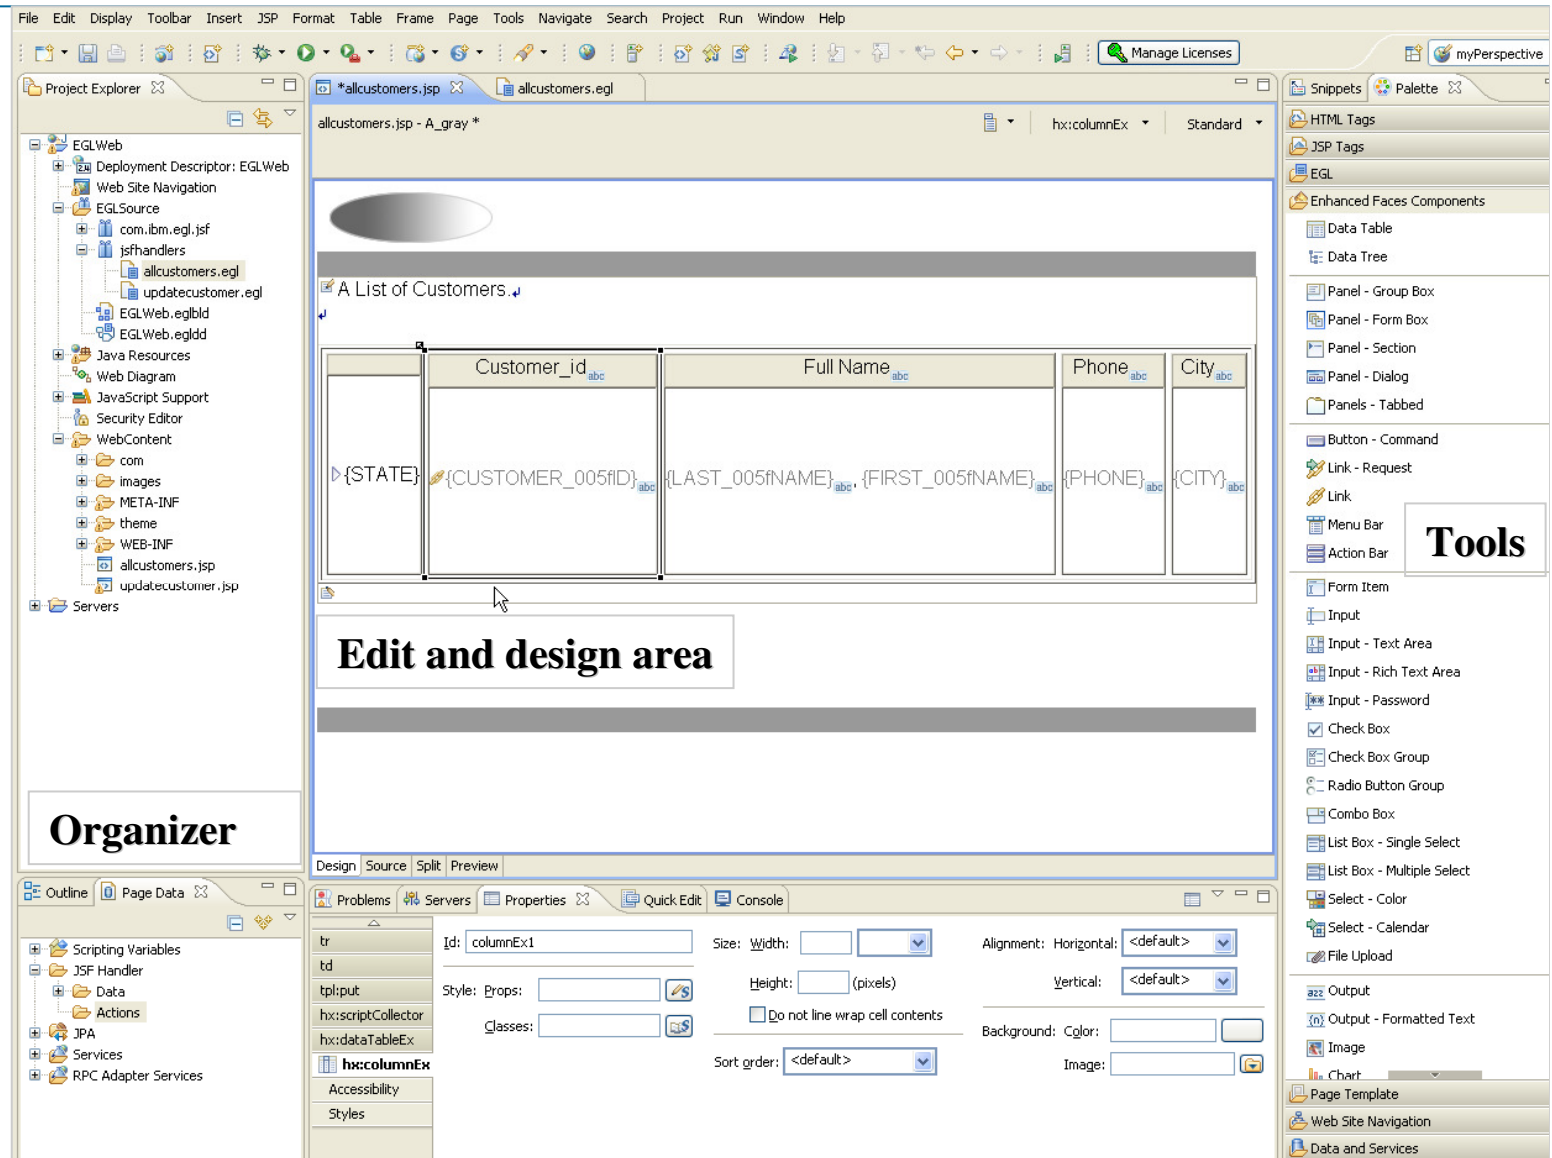 File Edit Display Toolbar Insert JSP Format Table Frame Page Tools Navigate Search Project Run Window Help
Manage Licenses
myPerspective
Project Explorer
*allcustomers.jsp
allcustomers.egl
Snippets
Palette
allcustomers.jsp - A_gray *
hx:columnEx
Standard
EGLWeb
Deployment Descriptor: EGLWeb
Web Site Navigation
EGLSource
com.ibm.egl.jsf
jsfhandlers
allcustomers.egl
updatecustomer.egl
EGLWeb.eglbld
EGLWeb.egldd
Java Resources
Web Diagram
JavaScript Support
Security Editor
WebContent
com
images
META-INF
theme
WEB-INF
allcustomers.jsp
updatecustomer.jsp
Servers
Organizer
A List of Customers.
Customer_id abc
Full Name abc
Phone abc
City abc
{STATE}
{CUSTOMER_005fID} abc
{LAST_005fNAME} abc, {FIRST_005fNAME} abc
{PHONE} abc
{CITY} abc
Edit and design area
Design Source Split Preview
HTML Tags
JSP Tags
EGL
Enhanced Faces Components
Data Table
Data Tree
Panel - Group Box
Panel - Form Box
Panel - Section
Panel - Dialog
Panels - Tabbed
Button - Command
Link - Request
Link
Menu Bar
Action Bar
Tools
Form Item
Input
Input - Text Area
Input - Rich Text Area
Input - Password
Check Box
Check Box Group
Radio Button Group
Combo Box
List Box - Single Select
List Box - Multiple Select
Select - Color
Select - Calendar
File Upload
Output
Output - Formatted Text
Image
Chart
Page Template
Web Site Navigation
Data and Services
Outline
Page Data
Scripting Variables
JSF Handler
Data
Actions
JPA
Services
RPC Adapter Services
Problems
Servers
Properties
Quick Edit
Console
tr
td
tpl:put
hx:scriptCollector
hx:dataTableEx
hx:columnEx
Accessibility
Styles
Id: columnEx1
Style: Props:
Classes:
Size: Width:
Height: (pixels)
Do not line wrap cell contents
Sort order: <default>
Alignment: Horizontal: <default>
Vertical: <default>
Background: Color:
Image: